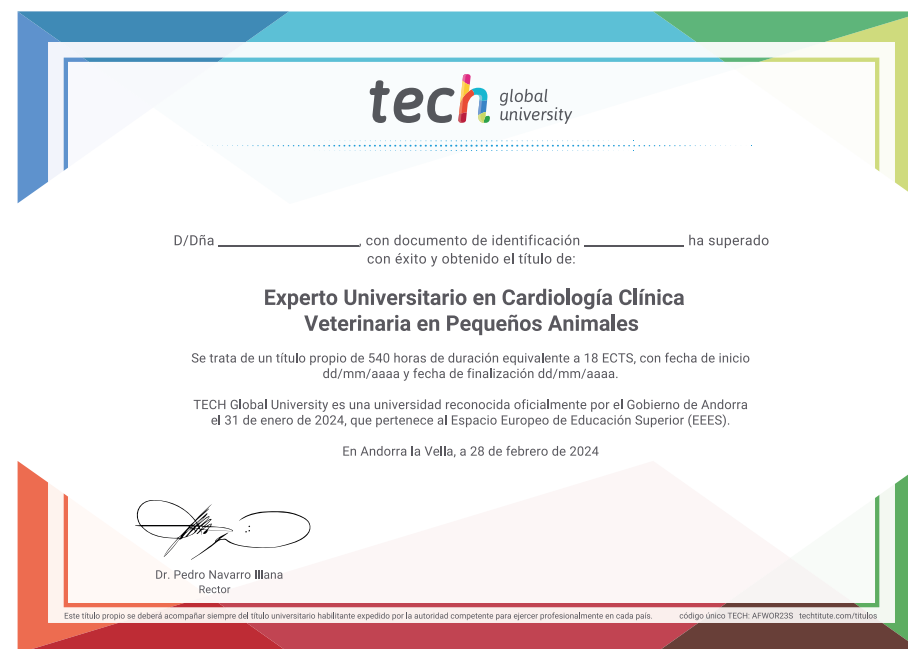 tech global university
D/Dña ______________, con documento de identificación __________ ha superado
con éxito y obtenido el título de:
Experto Universitario en Cardiología Clínica
Veterinaria en Pequeños Animales
Se trata de un título propio de 540 horas de duración equivalente a 18 ECTS, con fecha de inicio
dd/mm/aaaa y fecha de finalización dd/mm/aaaa.
TECH Global University es una universidad reconocida oficialmente por el Gobierno de Andorra
el 31 de enero de 2024, que pertenece al Espacio Europeo de Educación Superior (EEES).
En Andorra la Vella, a 28 de febrero de 2024
Dr. Pedro Navarro Illana
Rector
Este título propio se deberá acompañar siempre del título universitario habilitante expedido por la autoridad competente para ejercer profesionalmente en cada país. código único TECH: AFWOR23S techtitute.com/titulos